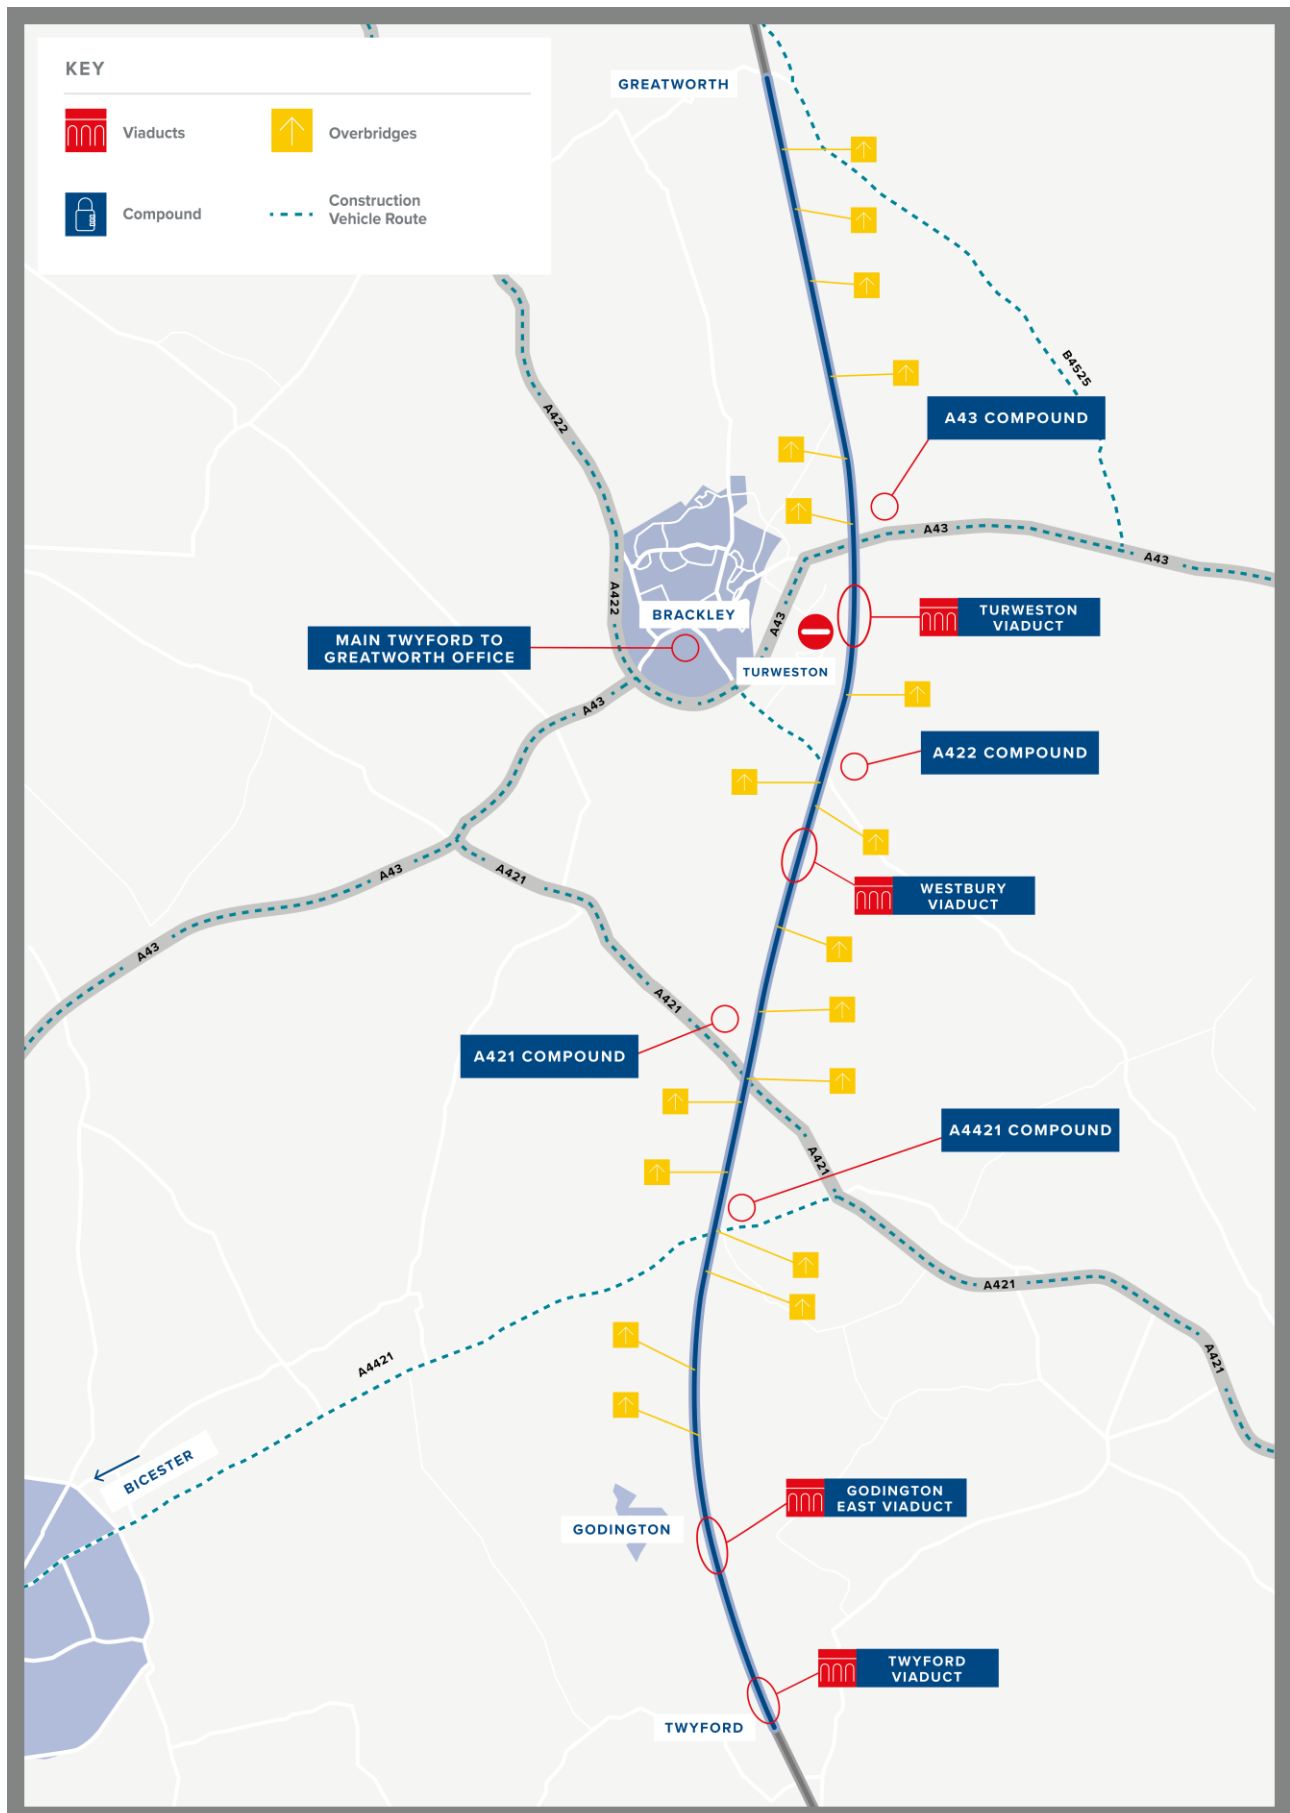 KEY
Viaducts
Overbridges
Compound
Construction
Vehicle Route
GREATWORTH
B4525
A43 COMPOUND
A422
A43
A43
A422
BRACKLEY
TURWESTON
VIADUCT
A43
MAIN TWYFORD TO
GREATWORTH OFFICE
TURWESTON
A43
A422 COMPOUND
A43
A421
WESTBURY
VIADUCT
A43
A421
A421 COMPOUND
A4421 COMPOUND
A421
A421
A421
A4421
BICESTER
GODINGTON
EAST VIADUCT
GODINGTON
TWYFORD
VIADUCT
TWYFORD